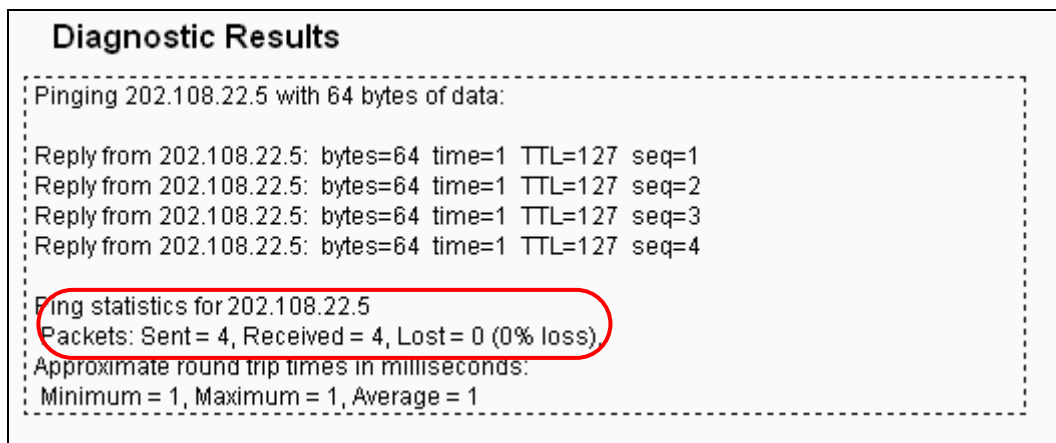 Diagnostic Results
Pinging 202.108.22.5 with 64 bytes of data:
Reply from 202.108.22.5: bytes=64 time=1 TTL=127 seq=1
Reply from 202.108.22.5: bytes=64 time=1 TTL=127 seq=2
Reply from 202.108.22.5: bytes=64 time=1 TTL=127 seq=3
Reply from 202.108.22.5: bytes=64 time=1 TTL=127 seq=4
Ping statistics for 202.108.22.5
Packets: Sent = 4, Received = 4, Lost = 0 (0% loss),
Approximate round trip times in milliseconds:
Minimum = 1, Maximum = 1, Average = 1